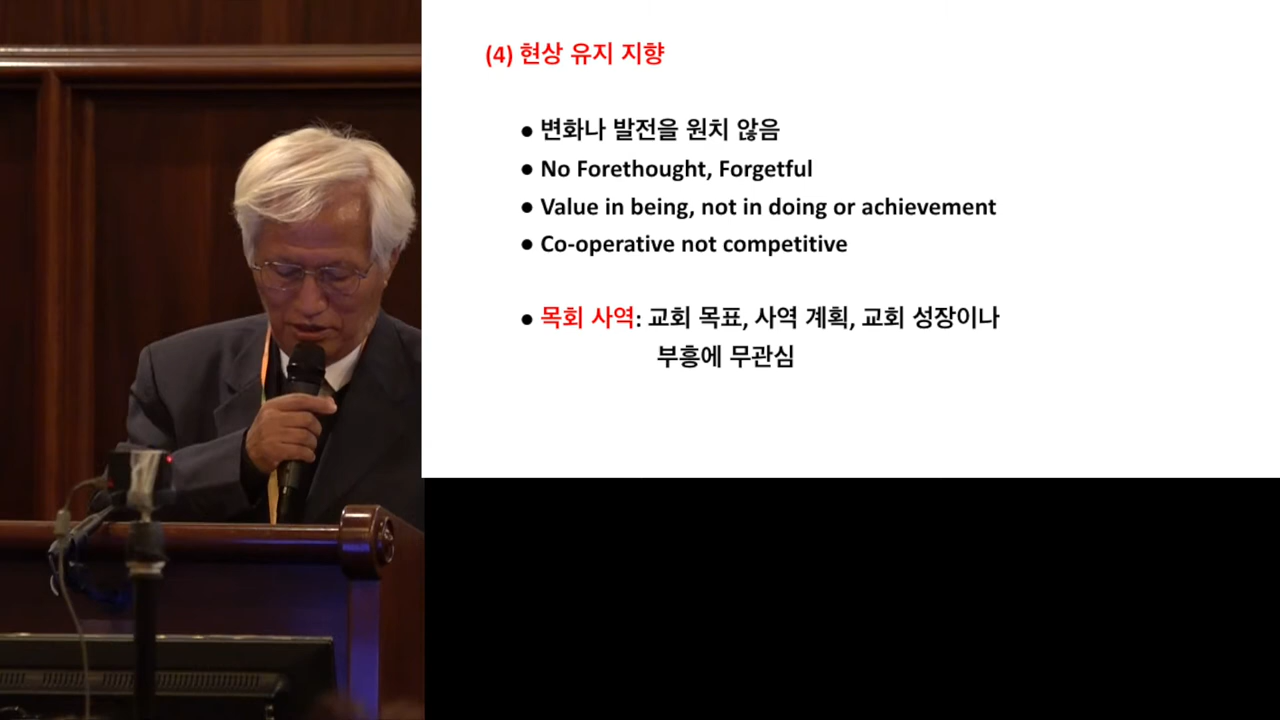 (4) 현상 유지 지향
● 변화나 발전을 원치 않음
● No Forethought, Forgetful
● Value in being, not in doing or achievement
● Co-operative not competitive
● 목회 사역: 교회 목표, 사역 계획, 교회 성장이나
부흥에 무관심